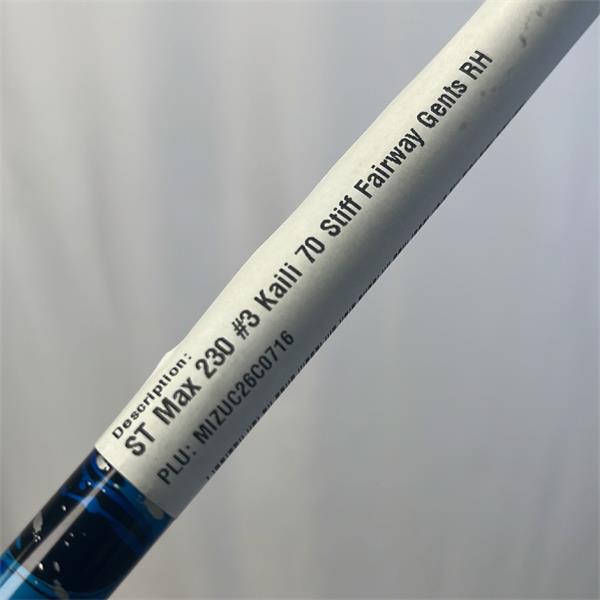 Description:
ST Max 230 #3 Kaili 70 Stiff Fairway Gents RH
PLU: MIZUC26C0716